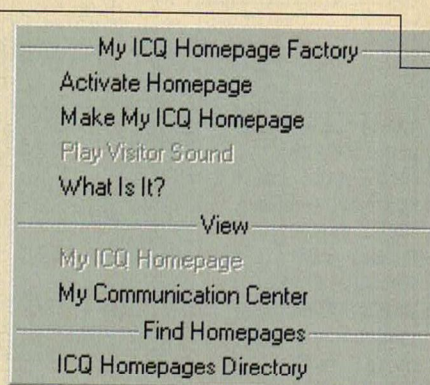 My ICQ Homepage Factory
Activate Homepage
Make My ICQ Homepage
Play Visitor Sound
What Is It?
View
My ICQ Homepage
My Communication Center
Find Homepages
ICQ Homepages Directory